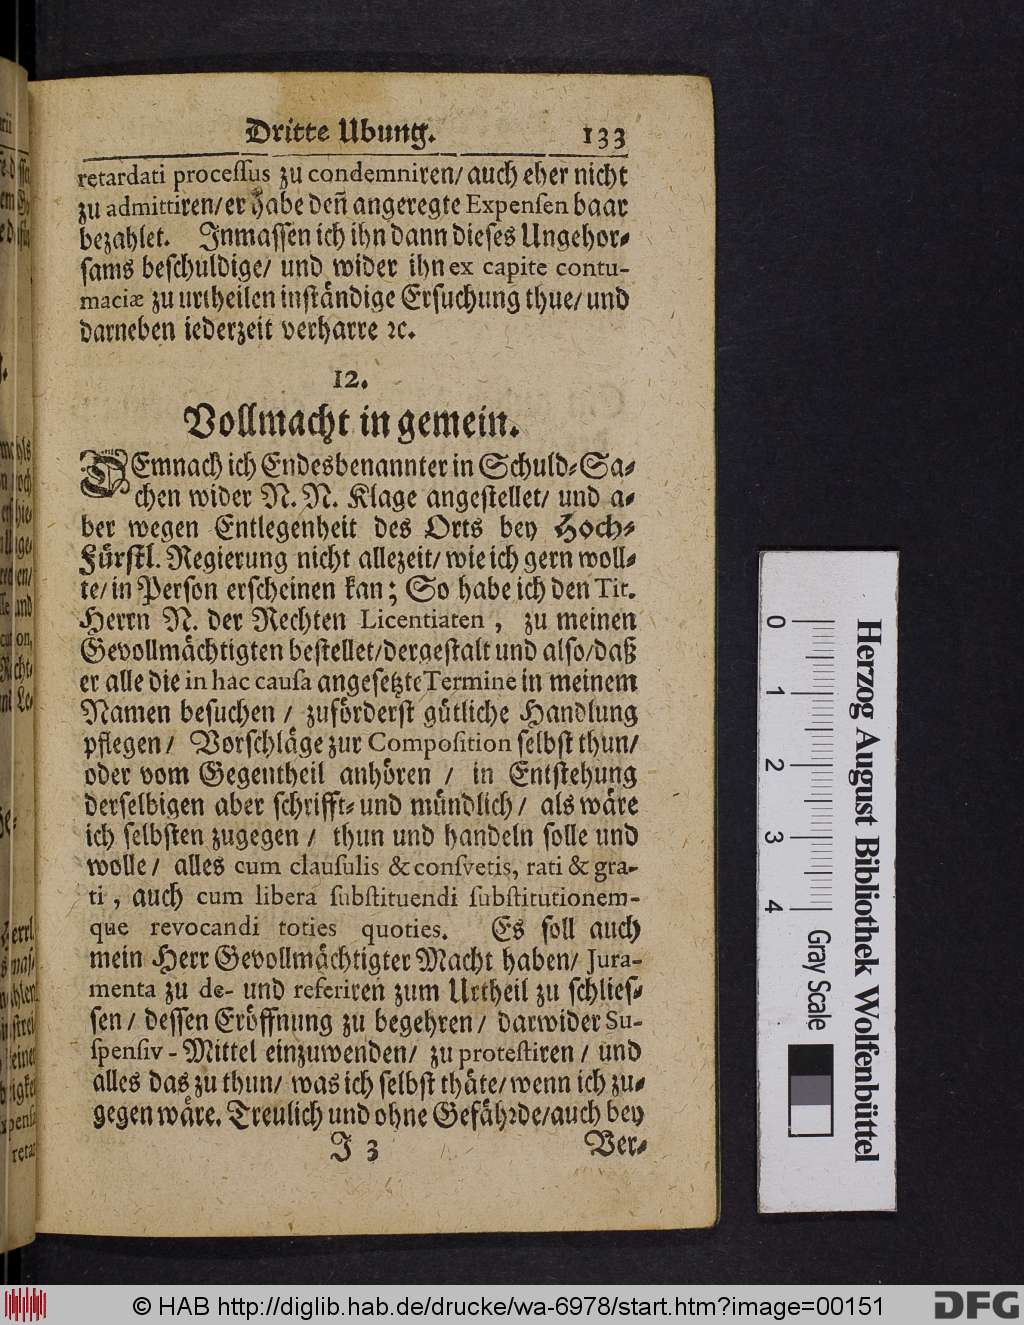 Dritte Ubung. 133
retardati processus zu condemniren/ auch eher nicht
zu admittiren/ er habe den̅ angeregte Expensen baar
bezahlet. Inmassen ich ihn dann dieses Ungehor⸗
sams beschuldige/ und wider ihn ex capite contu-
maciæ zu urtheilen inständige Ersuchung thue/ und
darneben iederzeit verharre ꝛc.
12.
Vollmacht in gemein.
DEmnach ich Endesbenannter in Schuld⸗Sa⸗
chen wider N. N. Klage angestellet/ und a⸗
ber wegen Entlegenheit des Orts bey Hoch⸗
Fürstl. Regierung nicht allezeit/ wie ich gern woll⸗
te/ in Person erscheinen kan; So habe ich den Tit.
Herrn N. der Rechten Licentiaten, zu meinen
Gevollmächtigten bestellet/ dergestalt und also/ daß
er alle die in hac causa angesetzte Termine in meinem
Namen besuchen/ zuförderst gütliche Handlung
pflegen/ Vorschläge zur Composition selbst thun/
oder vom Gegentheil anhören/ in Entstehung
derselbigen aber schrifft⸗ und mündlich/ als wäre
ich selbsten zugegen/ thun und handeln solle und
wolle/ alles cum clausulis & consvetis, rati & gra-
ti, auch cum libera substituendi substitutionem-
que revocandi toties quoties. Es soll auch
mein Herr Gevollmächtigter Macht haben/ Jura-
menta zu de- und referiren zum Urtheil zu schlies⸗
sen/ dessen Eröffnung zu begehren/ darwider Su-
spensiv-Mittel einzuwenden/ zu protestiren/ und
alles das zu thun/ was ich selbst thäte/ wenn ich zu⸗
gegen wäre. Treulich und ohne Gefährde/ auch bey
J 3 Ver⸗
0 1 2 3 4 Gray Scale
Herzog August Bibliothek Wolfenbüttel
© HAB http://diglib.hab.de/drucke/wa-6978/start.htm?image=00151 DFG